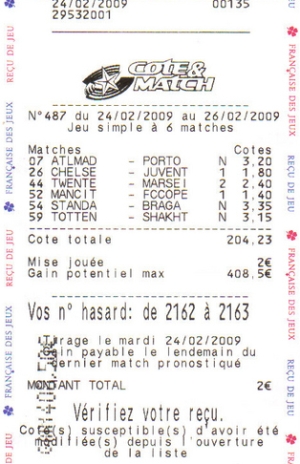 24/02/2009 00135
29532001
COTE & MATCH
N°487 du 24/02/2009 au 26/02/2009
Jeu simple à 6 matches
Matches Cotes
07 ATLMAD - PORTO N 3,20
26 CHELSE - JUVENT 1 1,80
44 TWENTE - MARSEI 2 2,40
52 MANCIT - FCCOPE 1 1,40
54 STANDA - BRAGA N 3,35
59 TOTTEN - SHAKHT N 3,15
Cote totale 204,23
Mise jouée 2€
Gain potentiel max 408,5€
Vos n° hasard: de 2162 à 2163
Tirage le mardi 24/02/2009
Gain payable le lendemain du
dernier match pronostiqué
MONTANT TOTAL 2€
Vérifiez votre reçu.
Cote(s) susceptible(s) d'avoir été
modifiée(s) depuis l'ouverture
de la liste
FRANÇAISE DES JEUX REÇU DE JEU